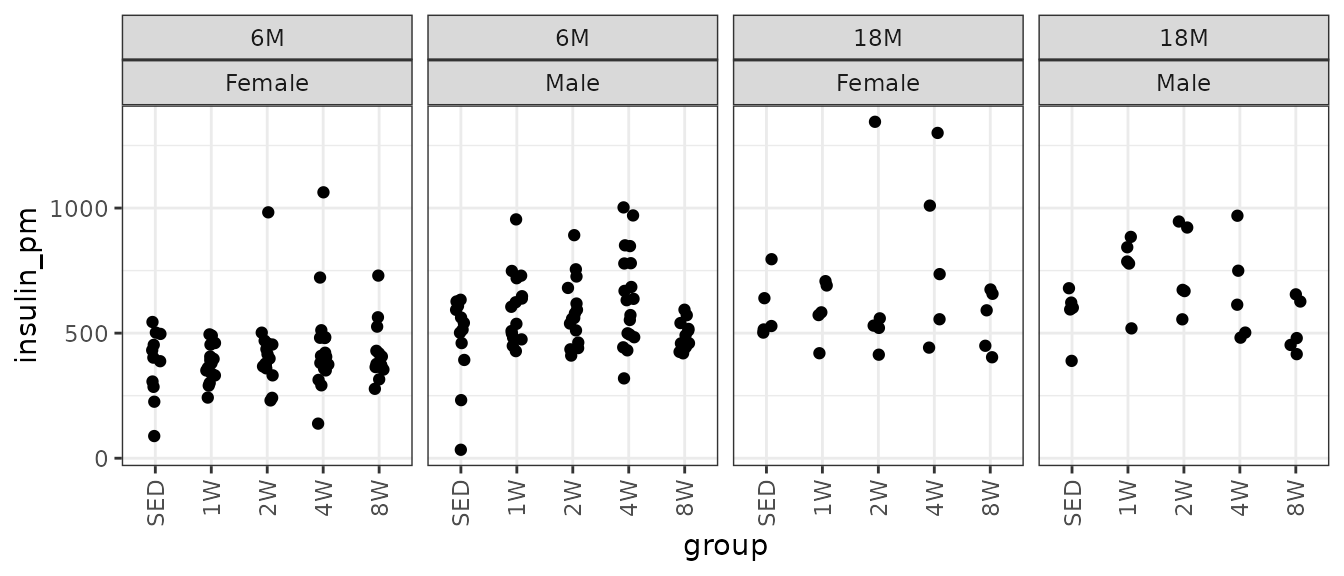 6M 6M 18M 18M
Female Male Female Male
insulin_pm
1000
500
0
SED 1W 2W 4W 8W SED 1W 2W 4W 8W SED 1W 2W 4W 8W SED 1W 2W 4W 8W
group